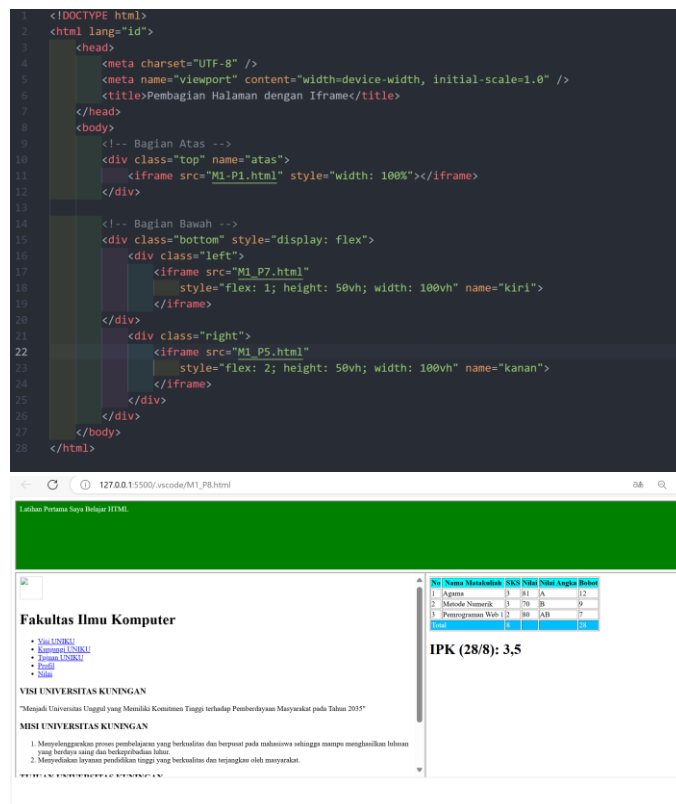 1 <!DOCTYPE html>
2 <html lang="id">
3 <head>
4 <meta charset="UTF-8" />
5 <meta name="viewport" content="width=device-width, initial-scale=1.0" />
6 <title>Pembagian Halaman dengan Iframe</title>
7 </head>
8 <body>
9 <!-- Bagian Atas -->
10 <div class="top" name="atas">
11 <iframe src="M1-P1.html" style="width: 100%"></iframe>
12 </div>
13
14 <!-- Bagian Bawah -->
15 <div class="bottom" style="display: flex">
16 <div class="left">
17 <iframe src="M1_P7.html"
18 style="flex: 1; height: 50vh; width: 100vh" name="kiri">
19 </iframe>
20 </div>
21 <div class="right">
22 <iframe src="M1_P5.html"
23 style="flex: 2; height: 50vh; width: 100vh" name="kanan">
24 </iframe>
25 </div>
26 </div>
27 </body>
28 </html>
127.0.0.1:5500/.vscode/M1_P8.html
Latihan Pertama Saya Belajar HTML
Fakultas Ilmu Komputer
Visi UNIKU
Kunjungi UNIKU
Tujuan UNIKU
Profil
Nilai
VISI UNIVERSITAS KUNINGAN
"Menjadi Universitas Unggul yang Memiliki Komitmen Tinggi terhadap Pemberdayaan Masyarakat pada Tahun 2035"
MISI UNIVERSITAS KUNINGAN
1. Menyelenggarakan proses pembelajaran yang berkualitas dan berpusat pada mahasiswa sehingga mampu menghasilkan lulusan
yang berdaya saing dan berkepribadian luhur.
2. Menyediakan layanan pendidikan tinggi yang berkualitas dan terjangkau oleh masyarakat.
TUJUAN UNIVERSITAS KUNINGAN
No Nama Matakuliah SKS Nilai Nilai Angka Bobot
1 Agama 3 81 A 12
2 Metode Numerik 3 70 B 9
3 Pemrograman Web 1 2 80 AB 7
Total 8 28
IPK (28/8): 3,5